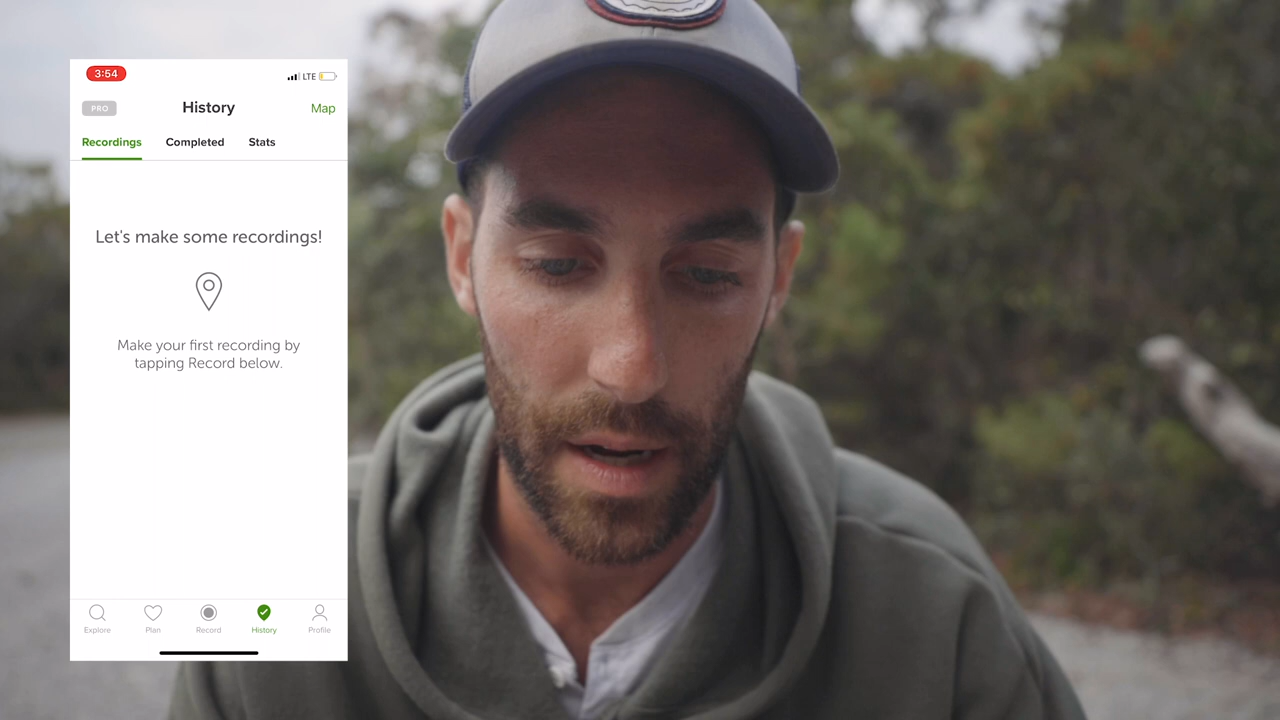 3:54
LTE
PRO
History
Map
Recordings
Completed
Stats
Let's make some recordings!
Make your first recording by
tapping Record below.
Explore
Plan
Record
History
Profile